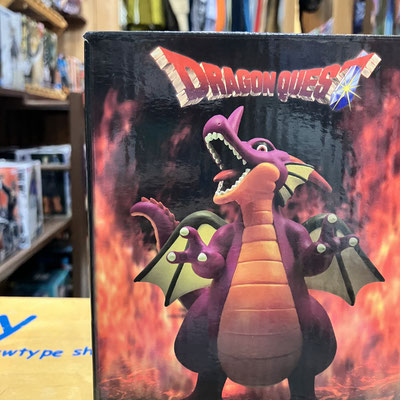 DRAGON QUEST
y
wtype sh